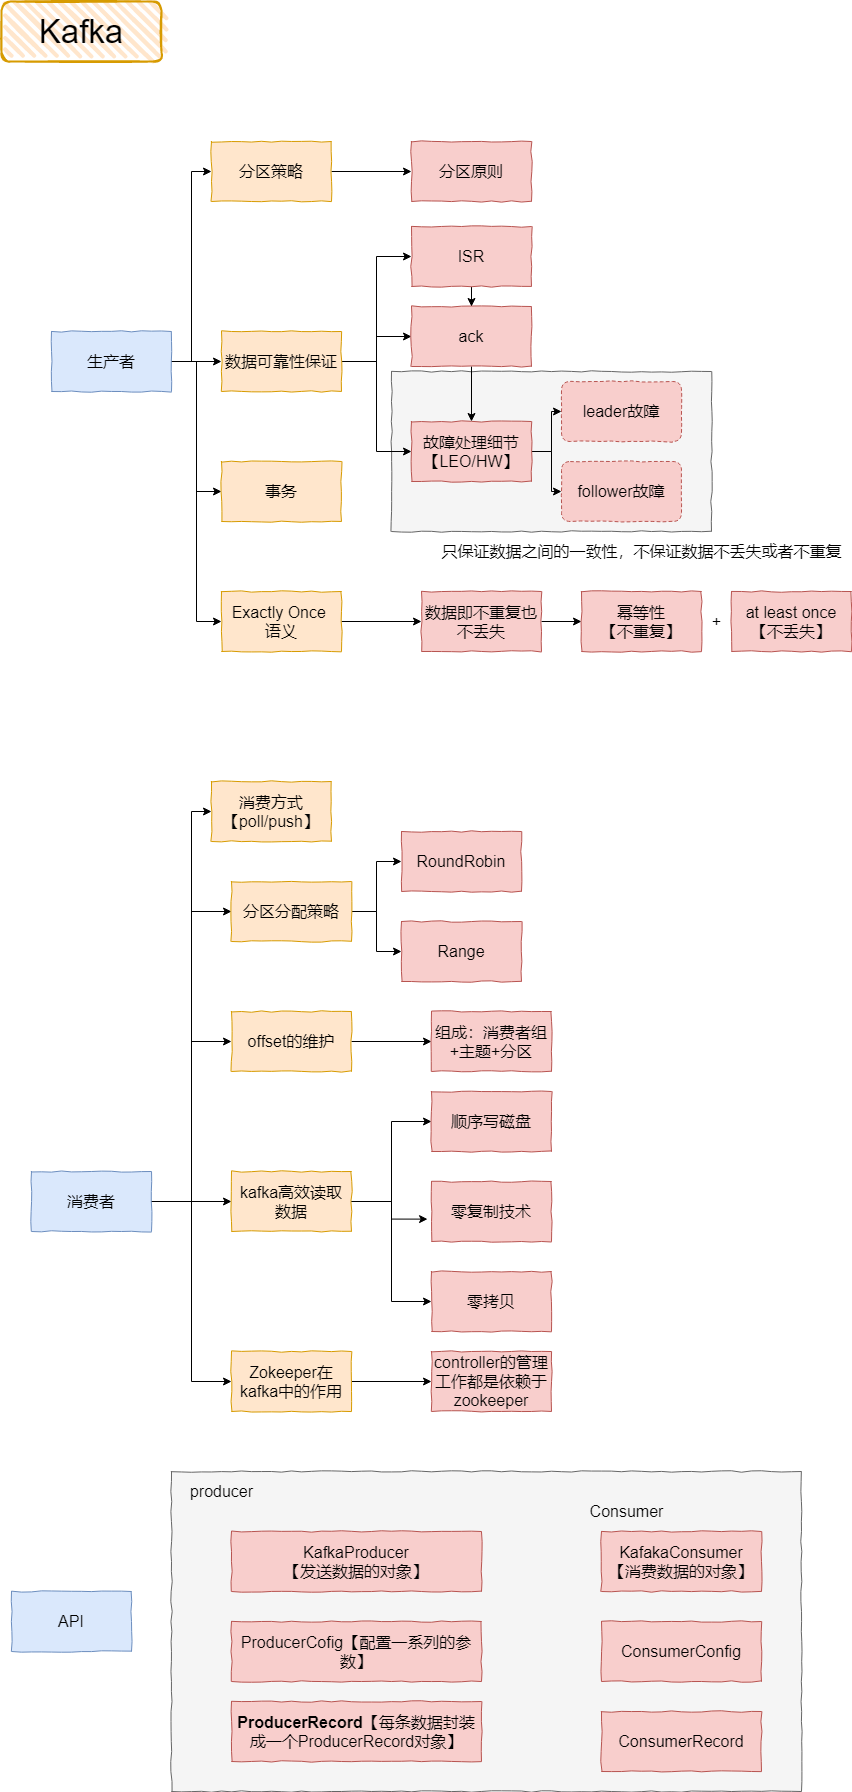 Kafka
分区策略
分区原则
ISR
ack
生产者
数据可靠性保证
leader故障
故障处理细节
【LEO/HW】
follower故障
事务
只保证数据之间的一致性，不保证数据不丢失或者不重复
Exactly Once
语义
数据即不重复也
不丢失
幂等性
【不重复】
+
at least once
【不丢失】
消费方式
【poll/push】
RoundRobin
分区分配策略
Range
offset的维护
组成：消费者组
+主题+分区
顺序写磁盘
消费者
kafka高效读取
数据
零复制技术
零拷贝
Zokeeper在
kafka中的作用
controller的管理
工作都是依赖于
zookeeper
API
producer
KafkaProducer
【发送数据的对象】
ProducerCofig【配置一系列的参
数】
ProducerRecord【每条数据封装
成一个ProducerRecord对象】
Consumer
KafakaConsumer
【消费数据的对象】
ConsumerConfig
ConsumerRecord